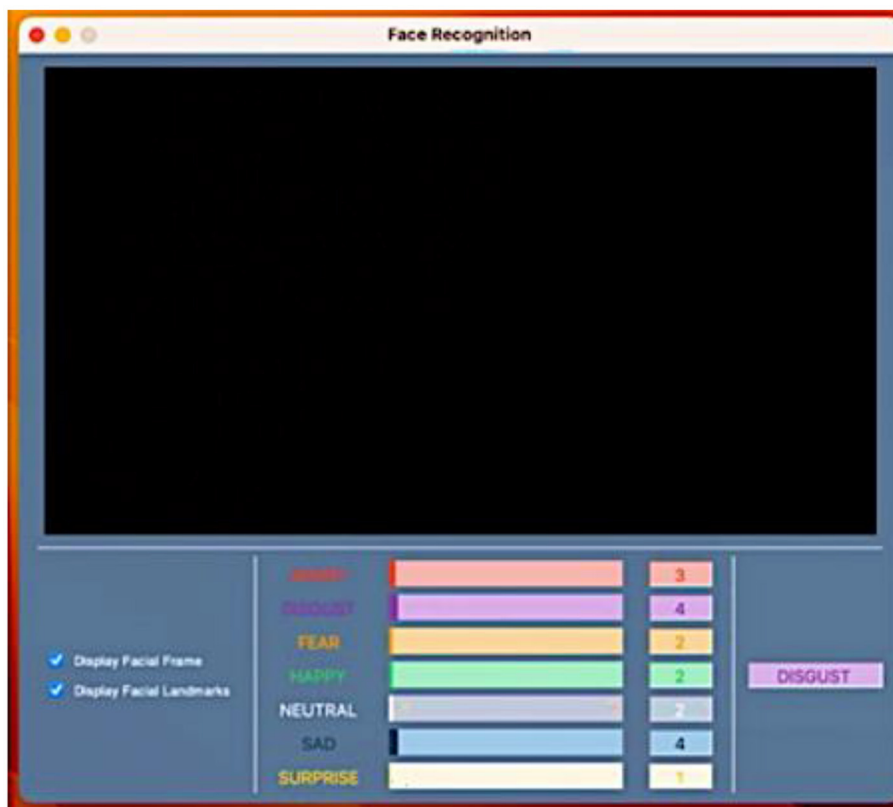 Face Recognition
ANGRY 3
DISGUST 4
FEAR 2
HAPPY 2
NEUTRAL 2
SAD 4
SURPRISE 1
Display Facial Frame
Display Facial Landmarks
DISGUST